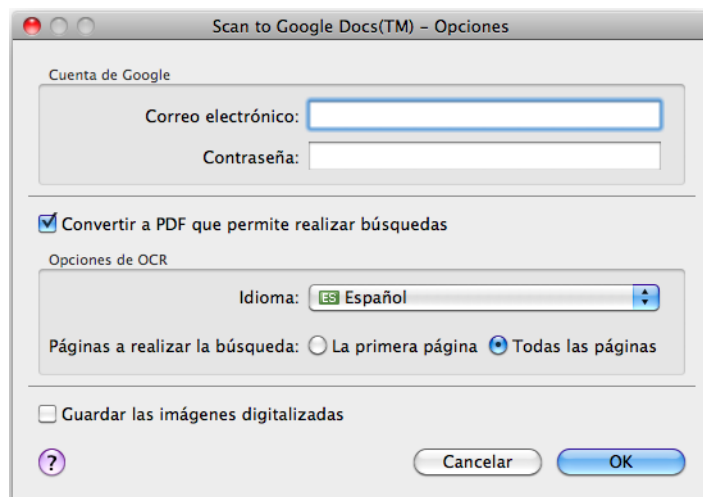 Scan to Google Docs(TM) – Opciones
Cuenta de Google
Correo electrónico:
Contraseña:
Convertir a PDF que permite realizar búsquedas
Opciones de OCR
Idioma: ES Español
Páginas a realizar la búsqueda: La primera página Todas las páginas
Guardar las imágenes digitalizadas
? Cancelar OK